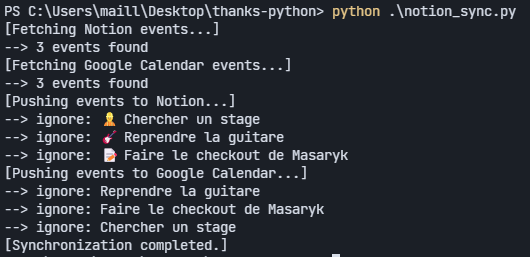 PS C:\Users\maill\Desktop\thanks-python> python .\notion_sync.py
[Fetching Notion events...]
--> 3 events found
[Fetching Google Calendar events...]
--> 3 events found
[Pushing events to Notion...]
--> ignore: 👷 Chercher un stage
--> ignore: 🎸 Reprendre la guitare
--> ignore: 📝 Faire le checkout de Masaryk
[Pushing events to Google Calendar...]
--> ignore: Reprendre la guitare
--> ignore: Faire le checkout de Masaryk
--> ignore: Chercher un stage
[Synchronization completed.]